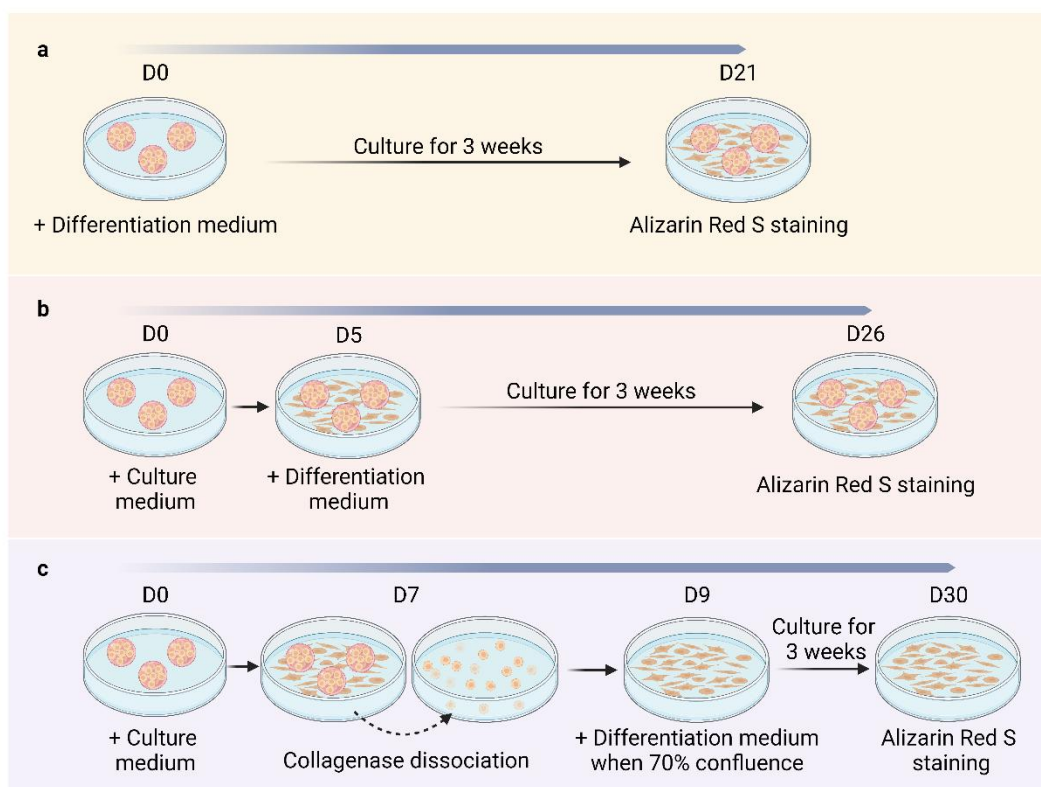 a
D0
D21
Culture for 3 weeks
+ Differentiation medium
Alizarin Red S staining
b
D0
D5
D26
Culture for 3 weeks
+ Culture
medium
+ Differentiation
medium
Alizarin Red S staining
c
D0
D7
D9
D30
Culture for
3 weeks
+ Culture
medium
Collagenase dissociation
+ Differentiation medium
when 70% confluence
Alizarin Red S
staining